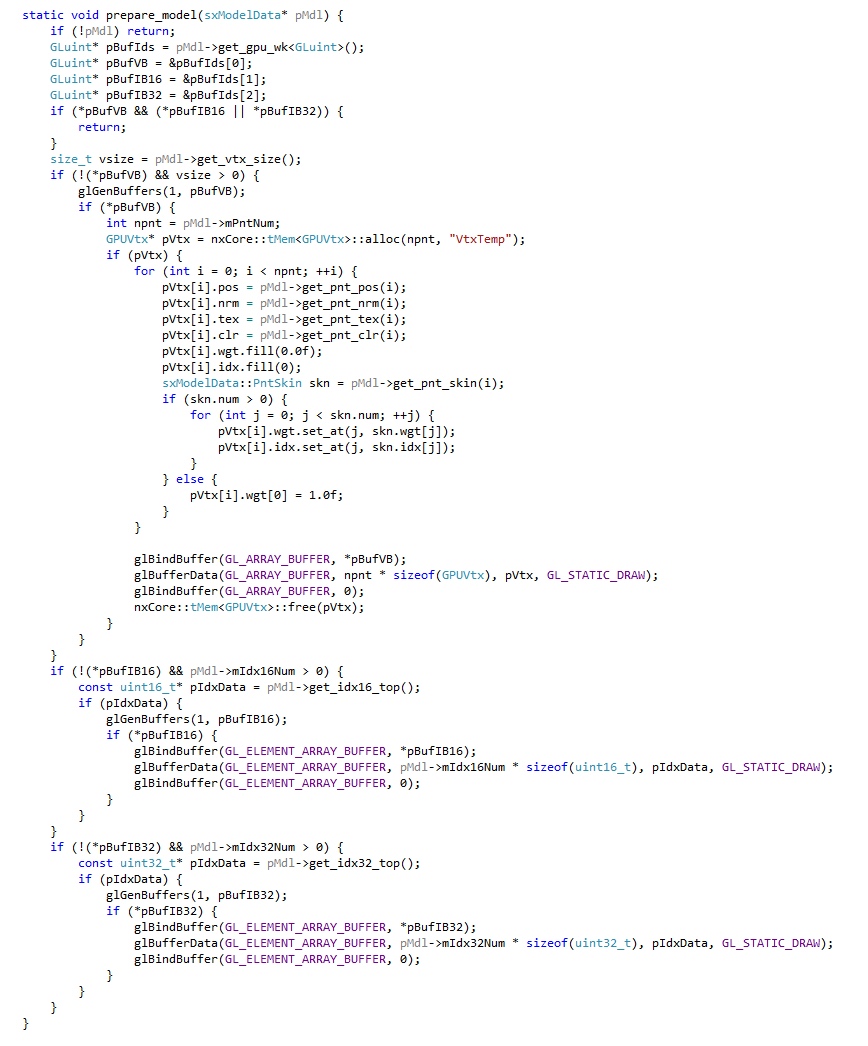 static void prepare_model(sxModelData* pMdl) {
    if (!pMdl) return;
    GLuint* pBufIds = pMdl->get_gpu_wk<GLuint>();
    GLuint* pBufVB = &pBufIds[0];
    GLuint* pBufIB16 = &pBufIds[1];
    GLuint* pBufIB32 = &pBufIds[2];
    if (*pBufVB && (*pBufIB16 || *pBufIB32)) {
        return;
    }
    size_t vsize = pMdl->get_vtx_size();
    if (!(*pBufVB) && vsize > 0) {
        glGenBuffers(1, pBufVB);
        if (*pBufVB) {
            int npnt = pMdl->mPntNum;
            GPUVtx* pVtx = nxCore::tMem<GPUVtx>::alloc(npnt, "VtxTemp");
            if (pVtx) {
                for (int i = 0; i < npnt; ++i) {
                    pVtx[i].pos = pMdl->get_pnt_pos(i);
                    pVtx[i].nrm = pMdl->get_pnt_nrm(i);
                    pVtx[i].tex = pMdl->get_pnt_tex(i);
                    pVtx[i].clr = pMdl->get_pnt_clr(i);
                    pVtx[i].wgt.fill(0.0f);
                    pVtx[i].idx.fill(0);
                    sxModelData::PntSkin skn = pMdl->get_pnt_skin(i);
                    if (skn.num > 0) {
                        for (int j = 0; j < skn.num; ++j) {
                            pVtx[i].wgt.set_at(j, skn.wgt[j]);
                            pVtx[i].idx.set_at(j, skn.idx[j]);
                        }
                    } else {
                        pVtx[i].wgt[0] = 1.0f;
                    }
                }

                glBindBuffer(GL_ARRAY_BUFFER, *pBufVB);
                glBufferData(GL_ARRAY_BUFFER, npnt * sizeof(GPUVtx), pVtx, GL_STATIC_DRAW);
                glBindBuffer(GL_ARRAY_BUFFER, 0);
                nxCore::tMem<GPUVtx>::free(pVtx);
            }
        }
    }
    if (!(*pBufIB16) && pMdl->mIdx16Num > 0) {
        const uint16_t* pIdxData = pMdl->get_idx16_top();
        if (pIdxData) {
            glGenBuffers(1, pBufIB16);
            if (*pBufIB16) {
                glBindBuffer(GL_ELEMENT_ARRAY_BUFFER, *pBufIB16);
                glBufferData(GL_ELEMENT_ARRAY_BUFFER, pMdl->mIdx16Num * sizeof(uint16_t), pIdxData, GL_STATIC_DRAW);
                glBindBuffer(GL_ELEMENT_ARRAY_BUFFER, 0);
            }
        }
    }
    if (!(*pBufIB32) && pMdl->mIdx32Num > 0) {
        const uint32_t* pIdxData = pMdl->get_idx32_top();
        if (pIdxData) {
            glGenBuffers(1, pBufIB32);
            if (*pBufIB32) {
                glBindBuffer(GL_ELEMENT_ARRAY_BUFFER, *pBufIB32);
                glBufferData(GL_ELEMENT_ARRAY_BUFFER, pMdl->mIdx32Num * sizeof(uint32_t), pIdxData, GL_STATIC_DRAW);
                glBindBuffer(GL_ELEMENT_ARRAY_BUFFER, 0);
            }
        }
    }
}